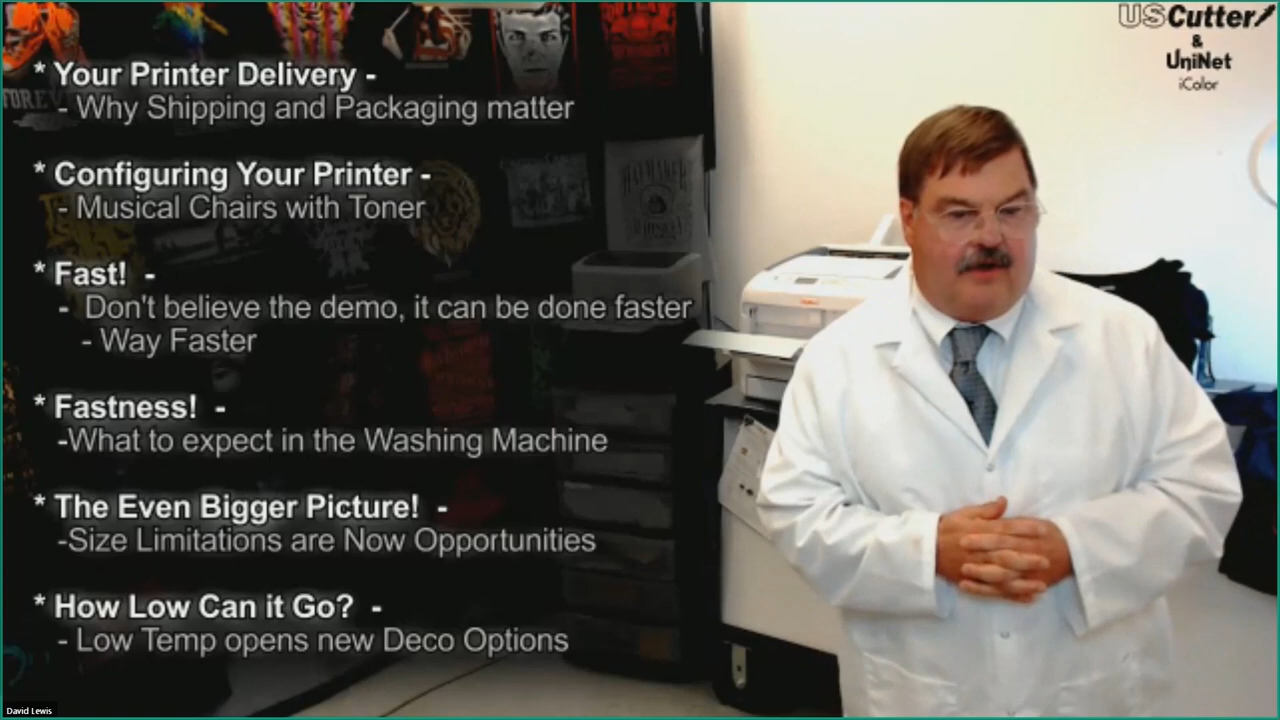 * Your Printer Delivery -
- Why Shipping and Packaging matter
* Configuring Your Printer -
- Musical Chairs with Toner
* Fast! -
- Don't believe the demo, it can be done faster
- Way Faster
* Fastness! -
-What to expect in the Washing Machine
* The Even Bigger Picture! -
-Size Limitations are Now Opportunities
* How Low Can it Go? -
- Low Temp opens new Deco Options
USCutter
&
UniNet
iColor
FOREVER
David Lewis